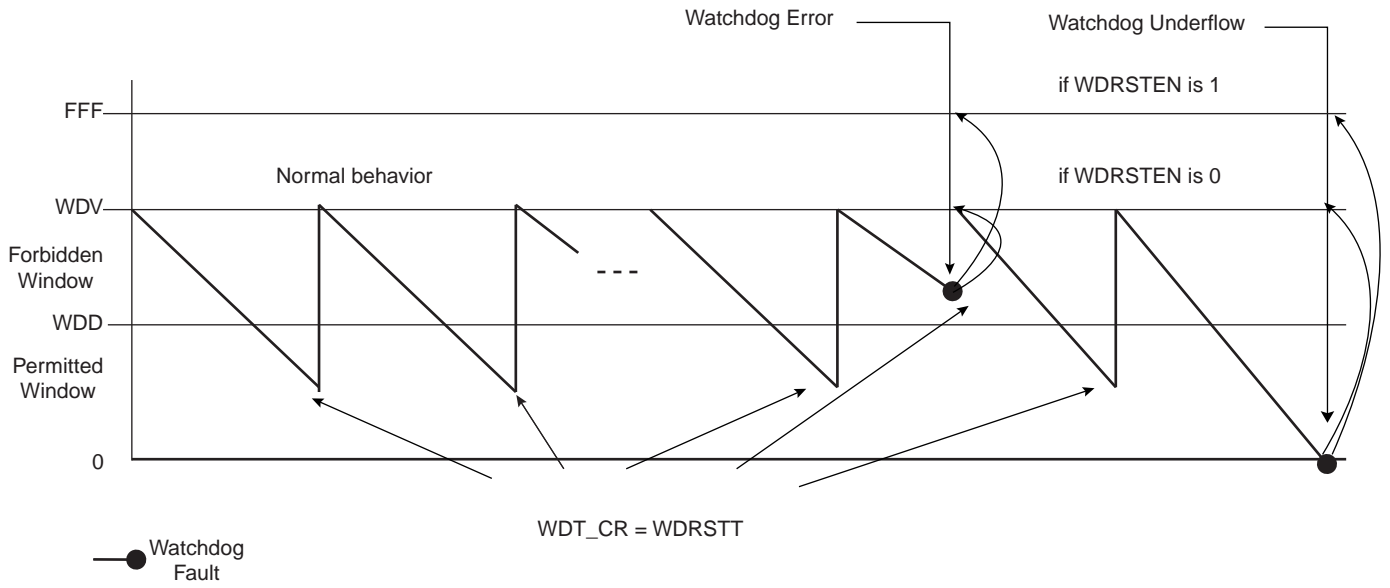 Watchdog Error
Watchdog Underflow
if WDRSTEN is 1
FFF
Normal behavior
if WDRSTEN is 0
WDV
Forbidden
Window
WDD
Permitted
Window
0
WDT_CR = WDRSTT
Watchdog
Fault